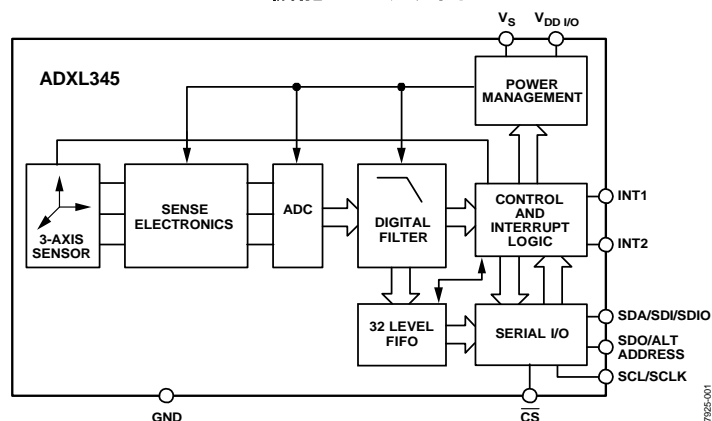 VS VDD I/O
ADXL345
POWER
MANAGEMENT
3-AXIS
SENSOR
SENSE
ELECTRONICS
ADC
DIGITAL
FILTER
CONTROL
AND
INTERRUPT
LOGIC
INT1
INT2
32 LEVEL
FIFO
SERIAL I/O
SDA/SDI/SDIO
SDO/ALT
ADDRESS
SCL/SCLK
GND
CS
7925-001